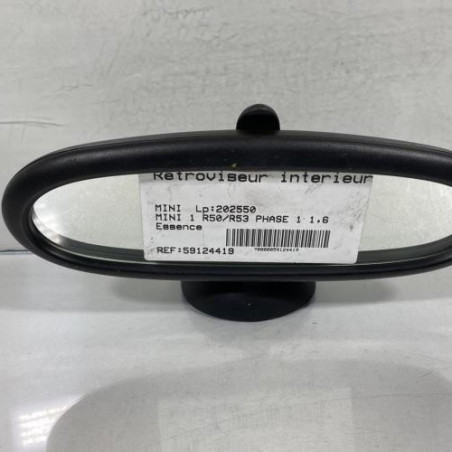 Retroviseur interieur
MINI Lp:202550
MINI 1 R50/R53 PHASE 1 1.6
Essence
REF:59124419